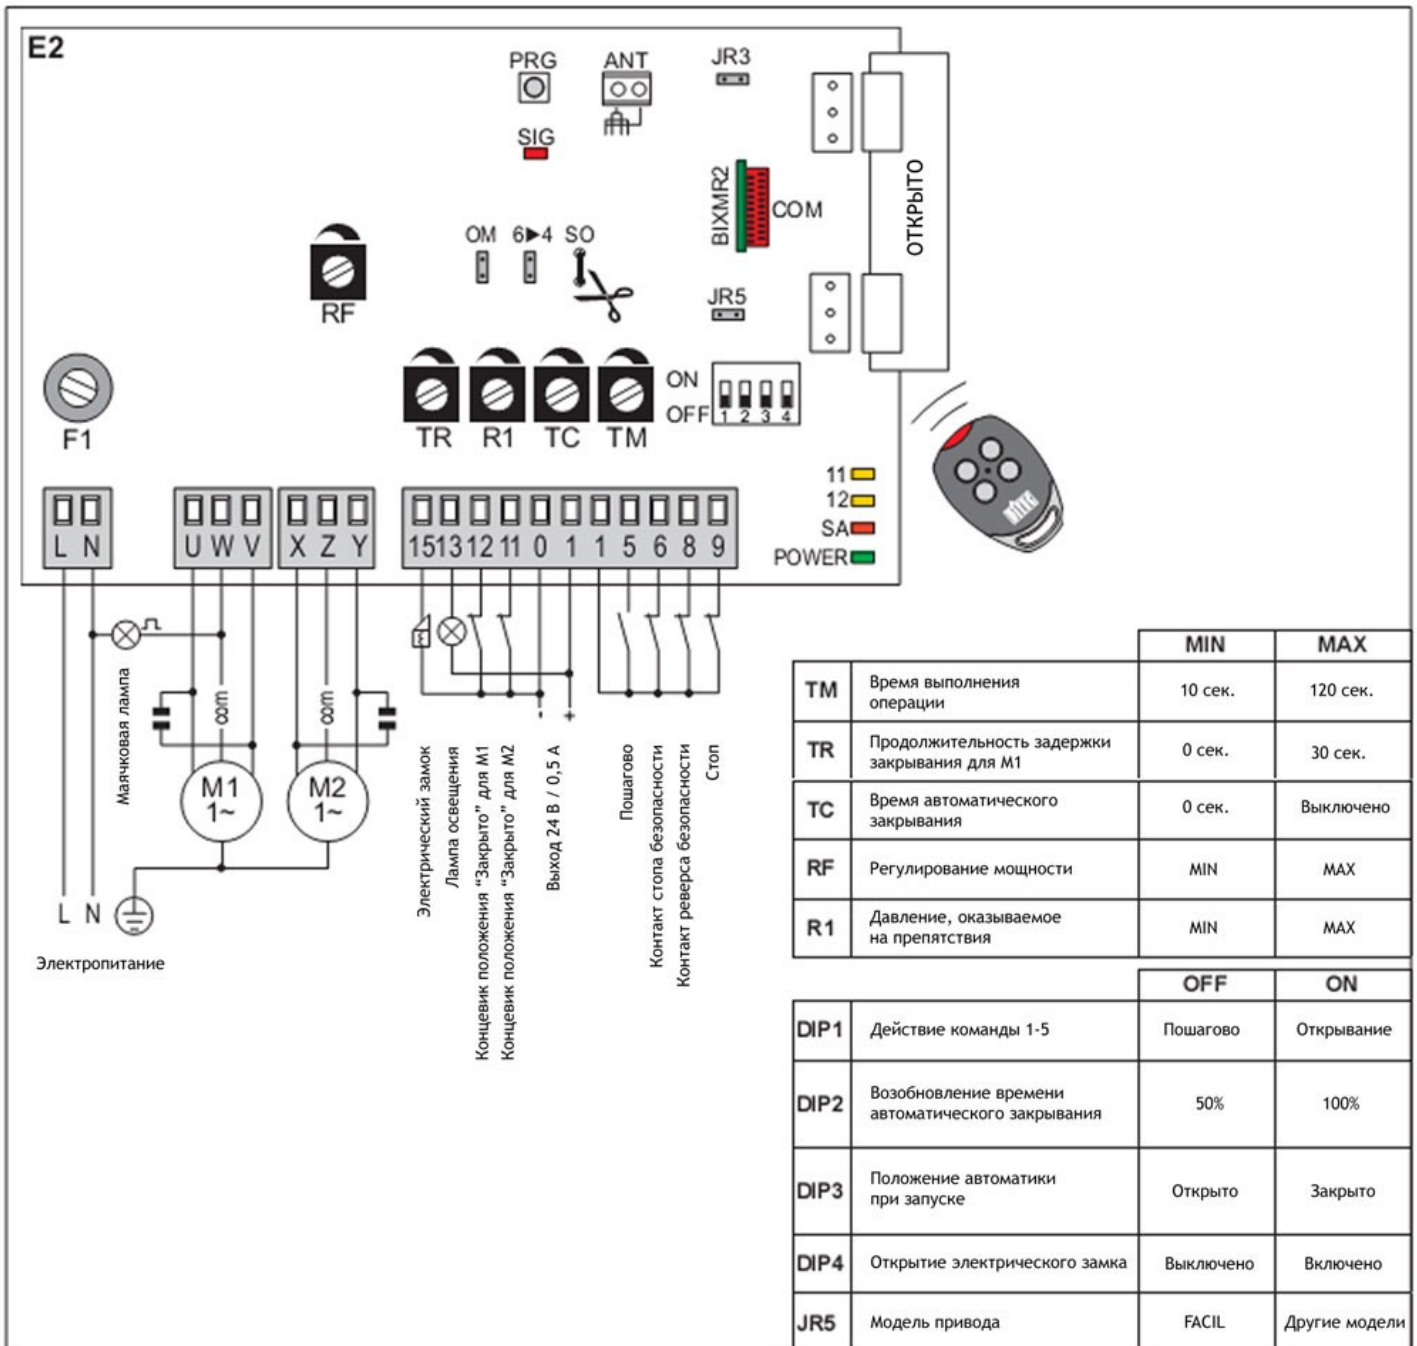 E2
PRG
ANT
JR3
SIG
BIXMR2
COM
ОТКРЫТО
OM
6▶4
SO
RF
JR5
F1
TR
R1
TC
TM
ON
OFF
1 2 3 4
11
12
SA
POWER
L N
U W V
X Z Y
15 13 12 11 0 1 1 5 6 8 9
DITEC
Маячковая лампа
com
com
M1
1~
M2
1~
- +
L N
Электропитание
Электрический замок
Лампа освещения
Концевик положения “Закрыто” для М1
Концевик положения “Закрыто” для М2
Выход 24 В / 0,5 А
Пошагово
Контакт стопа безопасности
Контакт реверса безопасности
Стоп
MIN MAX
TM Время выполнения
операции 10 сек. 120 сек.
TR Продолжительность задержки
закрывания для М1 0 сек. 30 сек.
TC Время автоматического
закрывания 0 сек. Выключено
RF Регулирование мощности MIN MAX
R1 Давление, оказываемое
на препятствия MIN MAX
OFF ON
DIP1 Действие команды 1-5 Пошагово Открывание
DIP2 Возобновление времени
автоматического закрывания 50% 100%
DIP3 Положение автоматики
при запуске Открыто Закрыто
DIP4 Открытие электрического замка Выключено Включено
JR5 Модель привода FACIL Другие модели